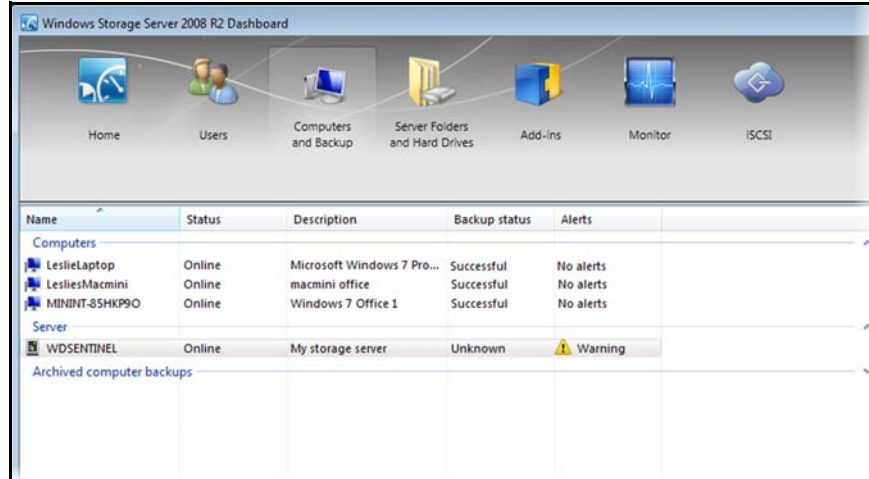 Windows Storage Server 2008 R2 Dashboard
Home
Users
Computers and Backup
Server Folders and Hard Drives
Add-ins
Monitor
iSCSI
Name Status Description Backup status Alerts
Computers
LeslieLaptop Online Microsoft Windows 7 Pro... Successful No alerts
LesliesMacmini Online macmini office Successful No alerts
MININT-85HKP9O Online Windows 7 Office 1 Successful No alerts
Server
WDSENTINEL Online My storage server Unknown Warning
Archived computer backups